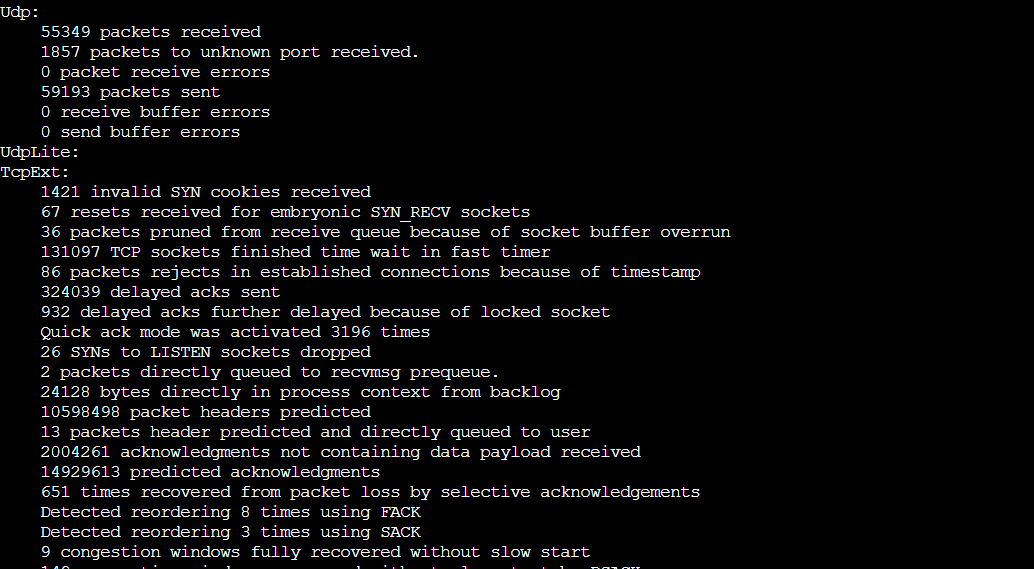 Udp:
55349 packets received
1857 packets to unknown port received.
0 packet receive errors
59193 packets sent
0 receive buffer errors
0 send buffer errors
UdpLite:
TcpExt:
1421 invalid SYN cookies received
67 resets received for embryonic SYN_RECV sockets
36 packets pruned from receive queue because of socket buffer overrun
131097 TCP sockets finished time wait in fast timer
86 packets rejects in established connections because of timestamp
324039 delayed acks sent
932 delayed acks further delayed because of locked socket
Quick ack mode was activated 3196 times
26 SYNs to LISTEN sockets dropped
2 packets directly queued to recvmsg prequeue.
24128 bytes directly in process context from backlog
10598498 packet headers predicted
13 packets header predicted and directly queued to user
2004261 acknowledgments not containing data payload received
14929613 predicted acknowledgments
651 times recovered from packet loss by selective acknowledgements
Detected reordering 8 times using FACK
Detected reordering 3 times using SACK
9 congestion windows fully recovered without slow start